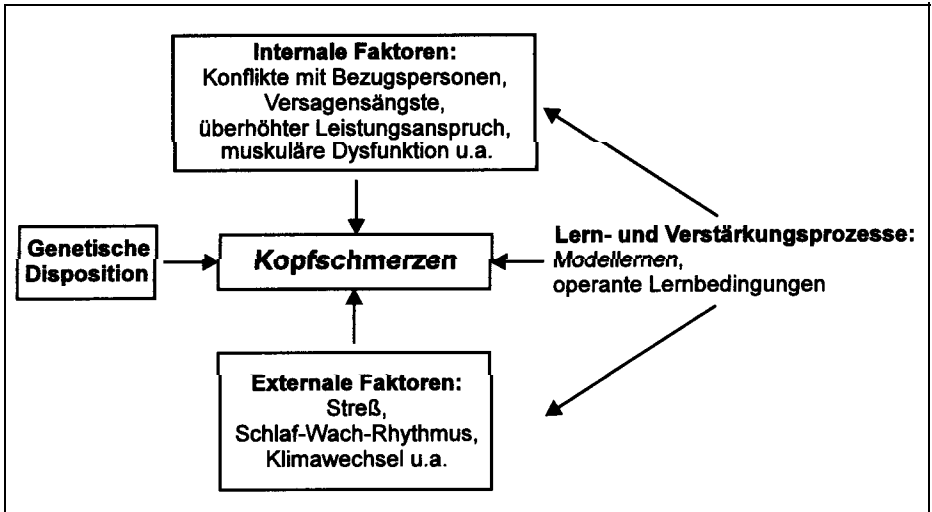 Internale Faktoren:
Konflikte mit Bezugspersonen,
Versagensängste,
überhöhter Leistungsanspruch,
muskuläre Dysfunktion u.a.
Genetische
Disposition
Kopfschmerzen
Lern- und Verstärkungsprozesse:
Modellernen,
operante Lernbedingungen
Externale Faktoren:
Streß,
Schlaf-Wach-Rhythmus,
Klimawechsel u.a.